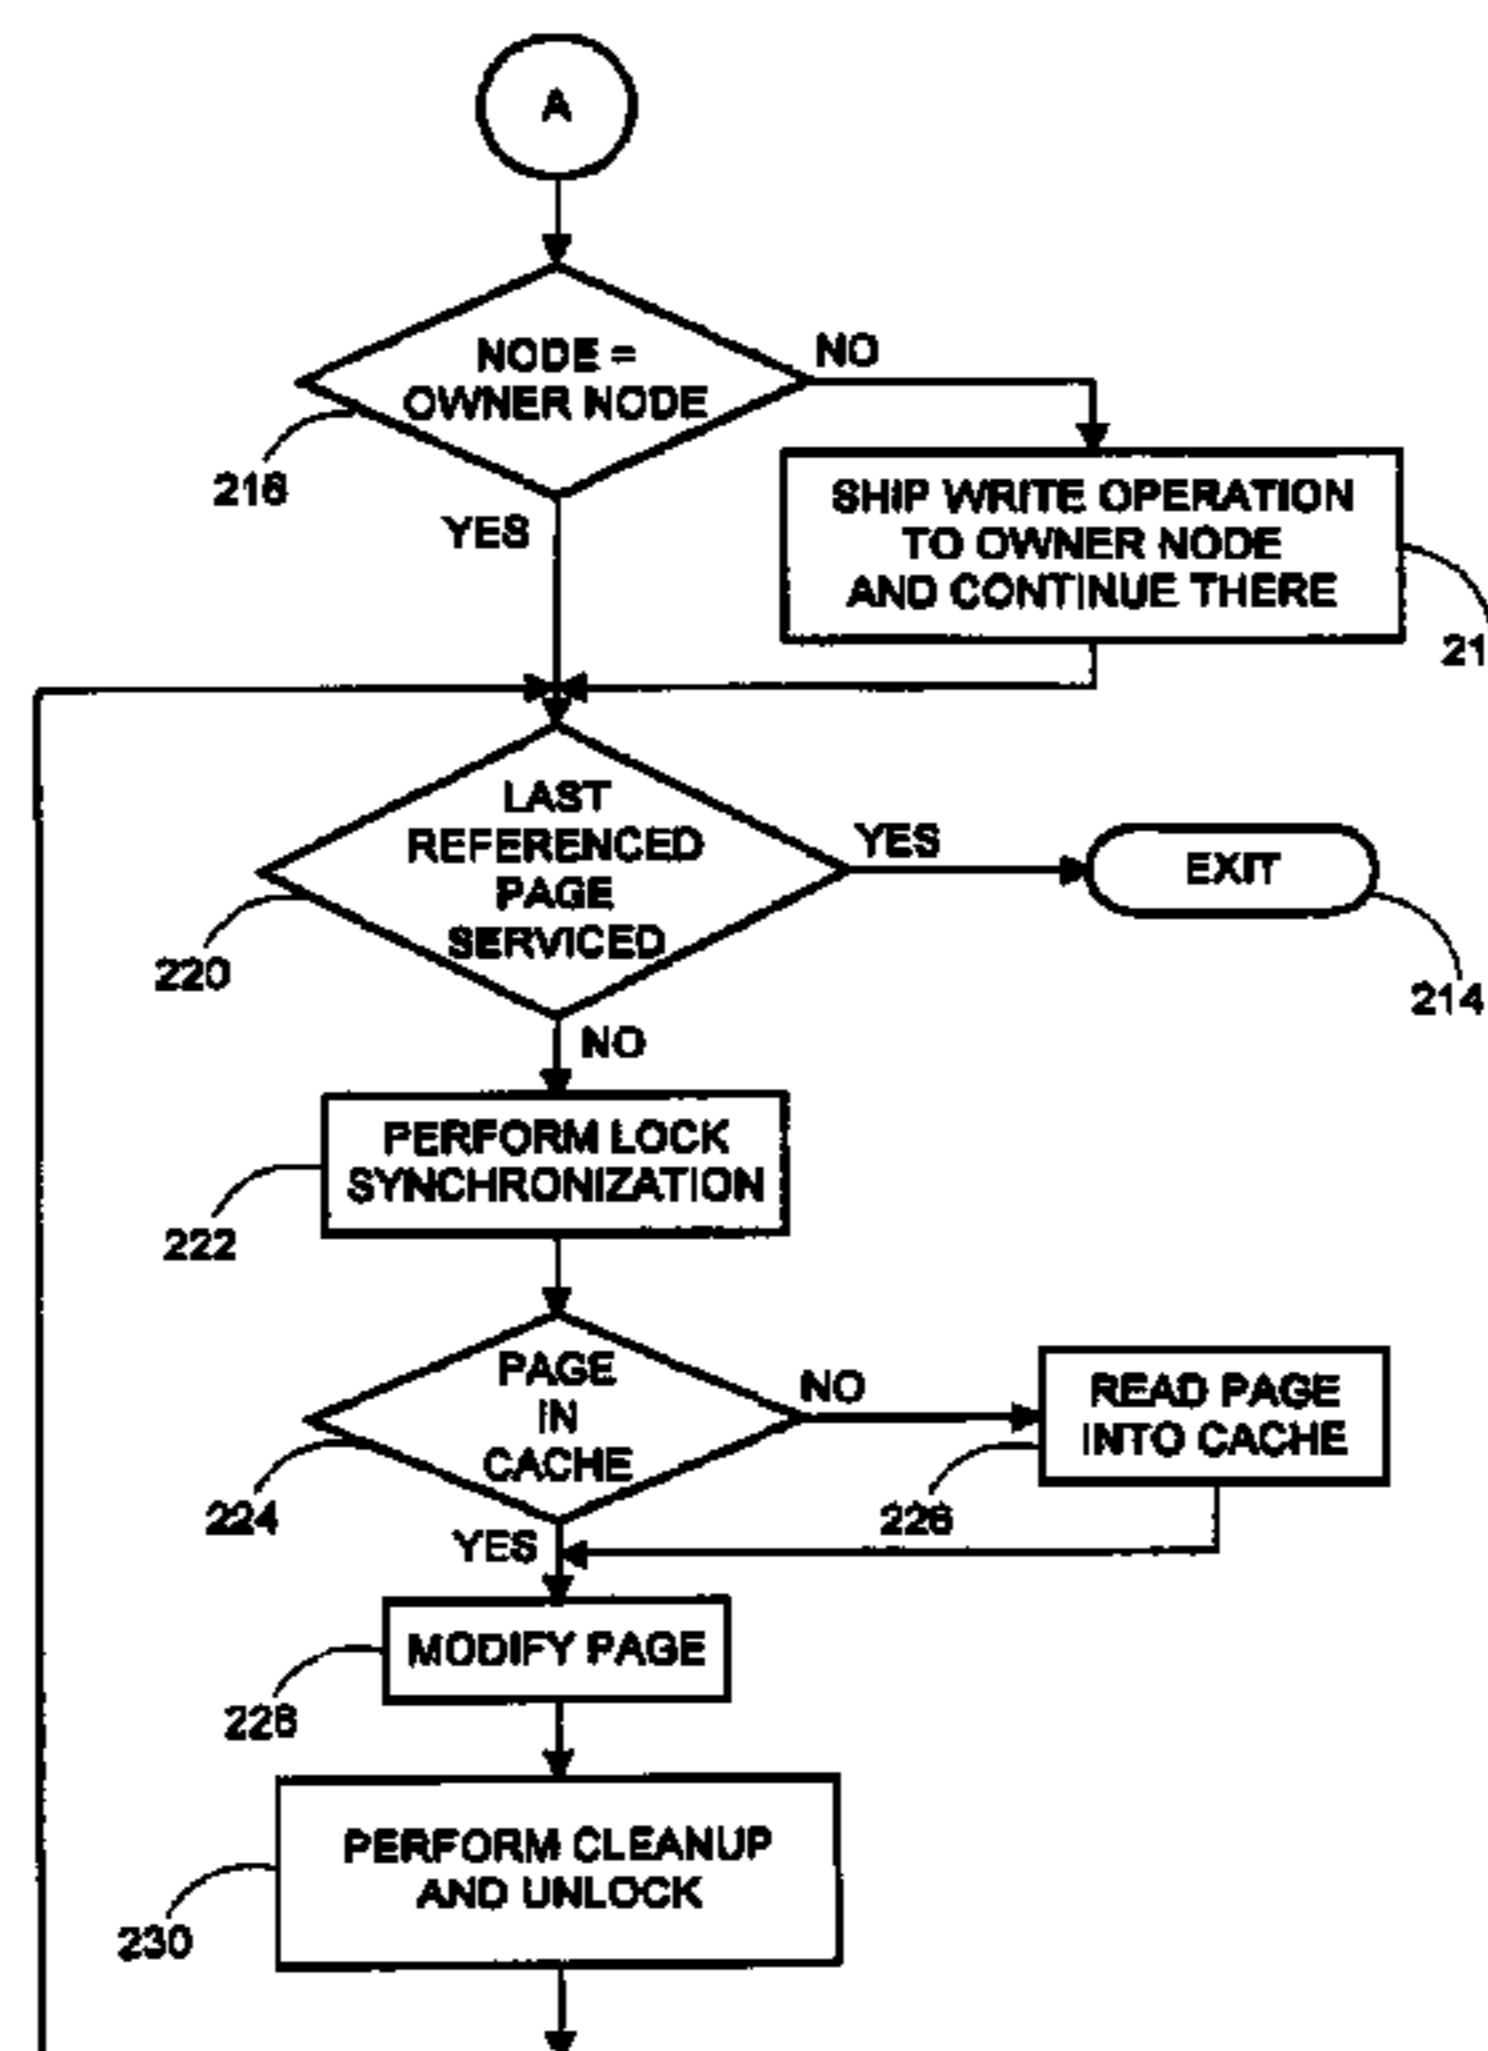 A
NODE =
OWNER NODE
NO
216
YES
SHIP WRITE OPERATION
TO OWNER NODE
AND CONTINUE THERE
21
LAST
REFERENCED
PAGE
SERVICED
YES
EXIT
220
214
NO
PERFORM LOCK
SYNCHRONIZATION
222
PAGE
IN
CACHE
NO
READ PAGE
INTO CACHE
224
226
YES
MODIFY PAGE
228
PERFORM CLEANUP
AND UNLOCK
230